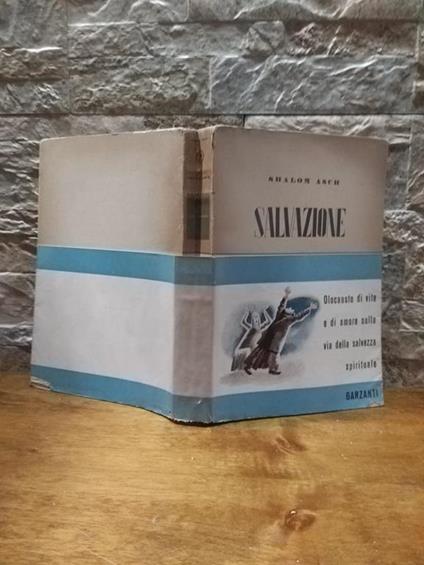 SHALOM ASCH
SALVAZIONE
Olocausto di vite
e di amore sulla
via della salvezza
spirituale
GARZANTI